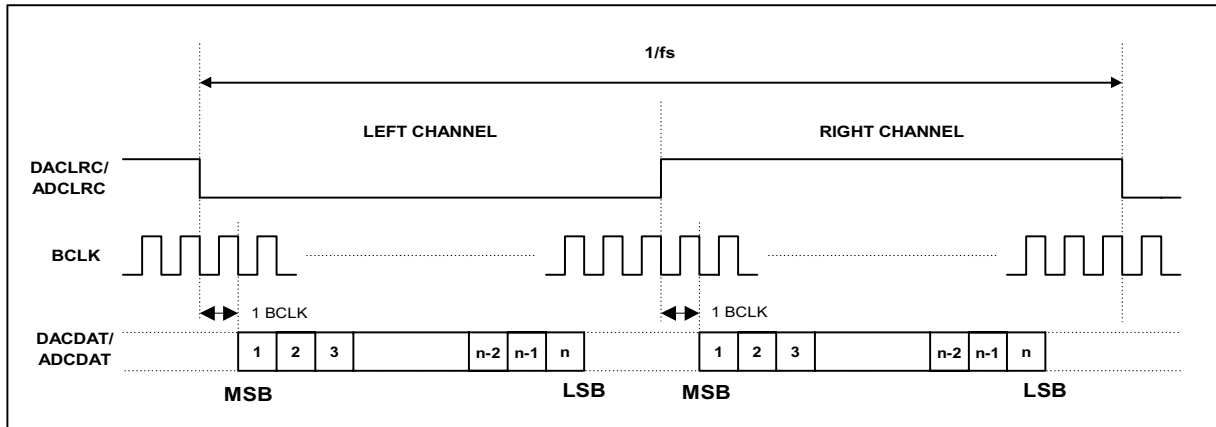 1/fs
LEFT CHANNEL RIGHT CHANNEL
DACLRC/
ADCLRC
BCLK
1 BCLK 1 BCLK
DACDAT/
ADCDAT
1 2 3 n-2 n-1 n 1 2 3 n-2 n-1 n
MSB LSB MSB LSB